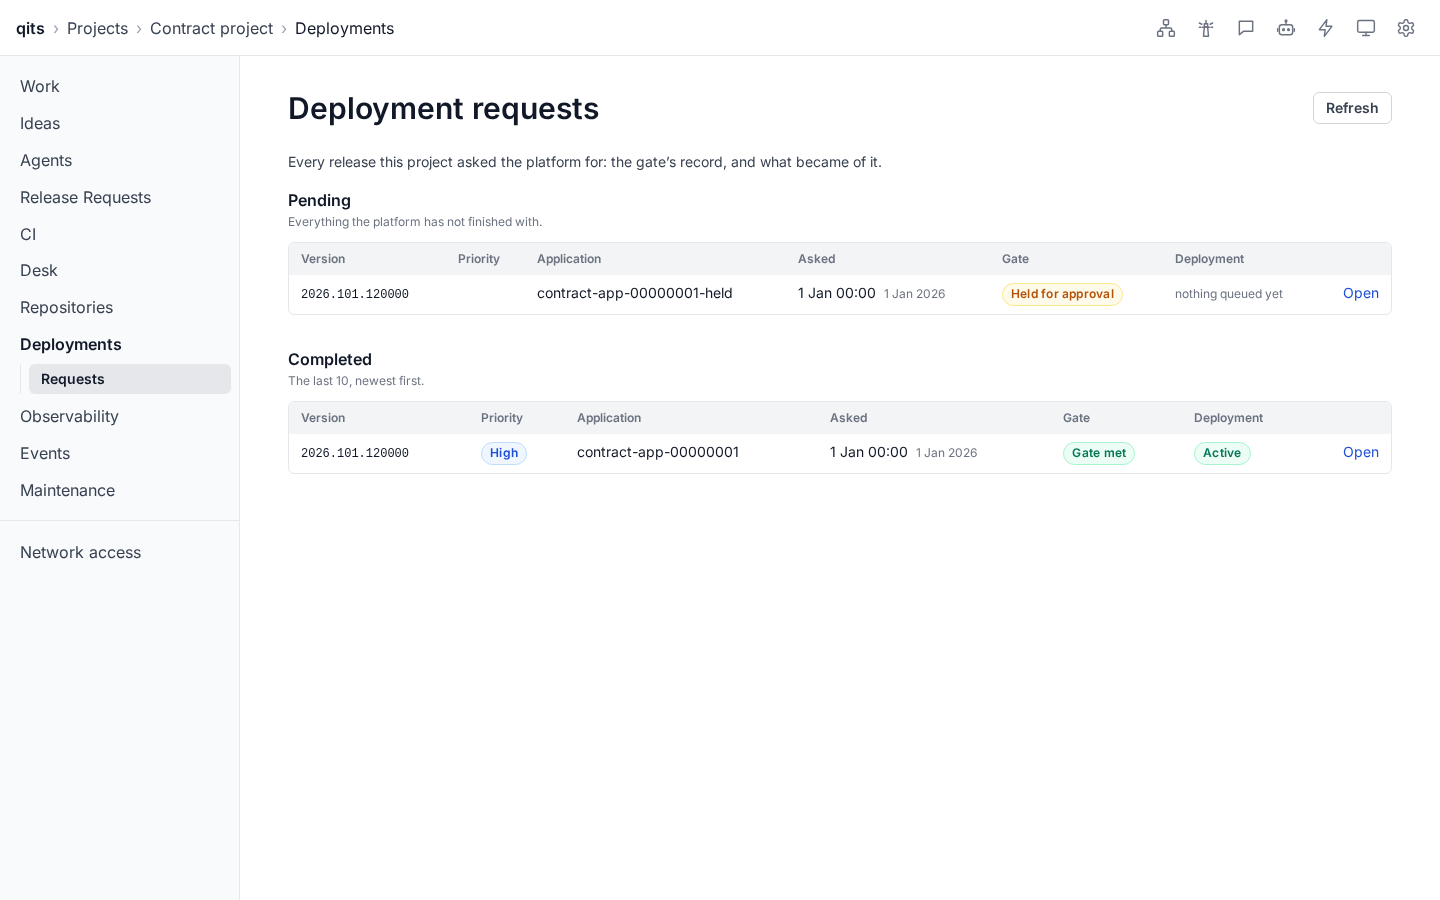 qits › Projects › Contract project › Deployments
Work
Ideas
Agents
Release Requests
CI
Desk
Repositories
Deployments
Requests
Observability
Events
Maintenance
Network access
Deployment requests
Refresh
Every release this project asked the platform for: the gate’s record, and what became of it.
Pending
Everything the platform has not finished with.
Version Priority Application Asked Gate Deployment
2026.101.120000 contract-app-00000001-held 1 Jan 00:00 1 Jan 2026 Held for approval nothing queued yet Open
Completed
The last 10, newest first.
Version Priority Application Asked Gate Deployment
2026.101.120000 High contract-app-00000001 1 Jan 00:00 1 Jan 2026 Gate met Active Open